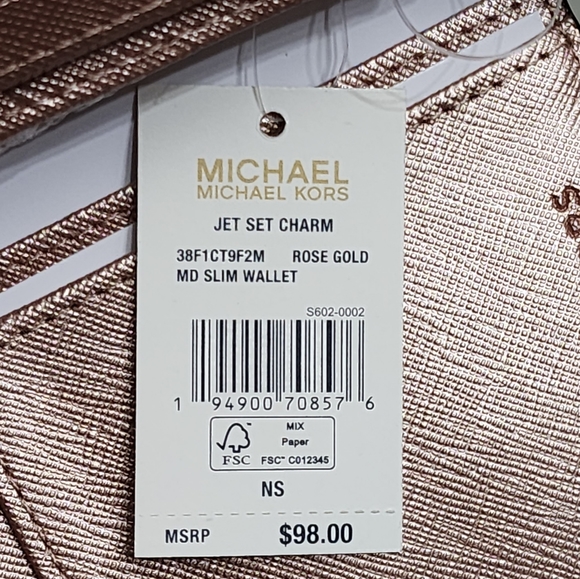 MICHAEL
MICHAEL KORS
JET SET CHARM
38F1CT9F2M ROSE GOLD
MD SLIM WALLET
S602-0002
1 94900 70857 6
MIX
Paper
FSC™ C012345
FSC
NS
MSRP $98.00